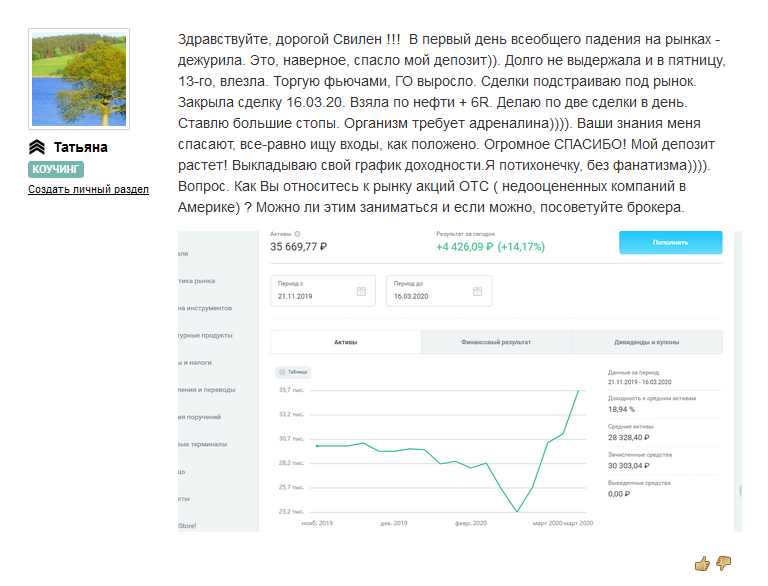 Здравствуйте, дорогой Свилен !!!  В первый день всеобщего падения на рынках -
дежурила. Это, наверное, спасло мой депозит)). Долго не выдержала и в пятницу,
13-го, влезла. Торгую фьючами, ГО выросло. Сделки подстраиваю под рынок.
Закрыла сделку 16.03.20. Взяла по нефти + 6R. Делаю по две сделки в день.
Ставлю большие стопы. Организм требует адреналина)))). Ваши знания меня
спасают, все-равно ищу входы, как положено. Огромное СПАСИБО! Мой депозит
растет! Выкладываю свой график доходности.Я потихонечку, без фанатизма)))).
Вопрос. Как Вы относитесь к рынку акций ОТС ( недооцененных компаний в
Америке) ? Можно ли этим заниматься и если можно, посоветуйте брокера.
Татьяна
КОУЧИНГ
Создать личный раздел
Активы
Результат за сегодня
35 669,77 ₽
+4 426,09 ₽ (+14,17%)
Пополнить
Период с
21.11.2019
Период до
16.03.2020
аля
тика рынка
на инструментов
турные продукты
ы и налоги
ления и переводы
ия поручений
вые терминалы
щь
кты
Store!
Активы
Финансовый результат
Дивиденды и купоны
Таблица
35,7 тыс.
33,2 тыс.
30,7 тыс.
28,2 тыс.
25,7 тыс.
23,2 тыс.
нояб. 2019
дек. 2019
февр. 2020
март 2020
март 2020
Данные за период
21.11.2019 - 16.03.2020
Доходность к средним активам
18,94 %
Средние активы
28 328,40 ₽
Зачисленные средства
30 303,04 ₽
Выведенные средства
0,00 ₽